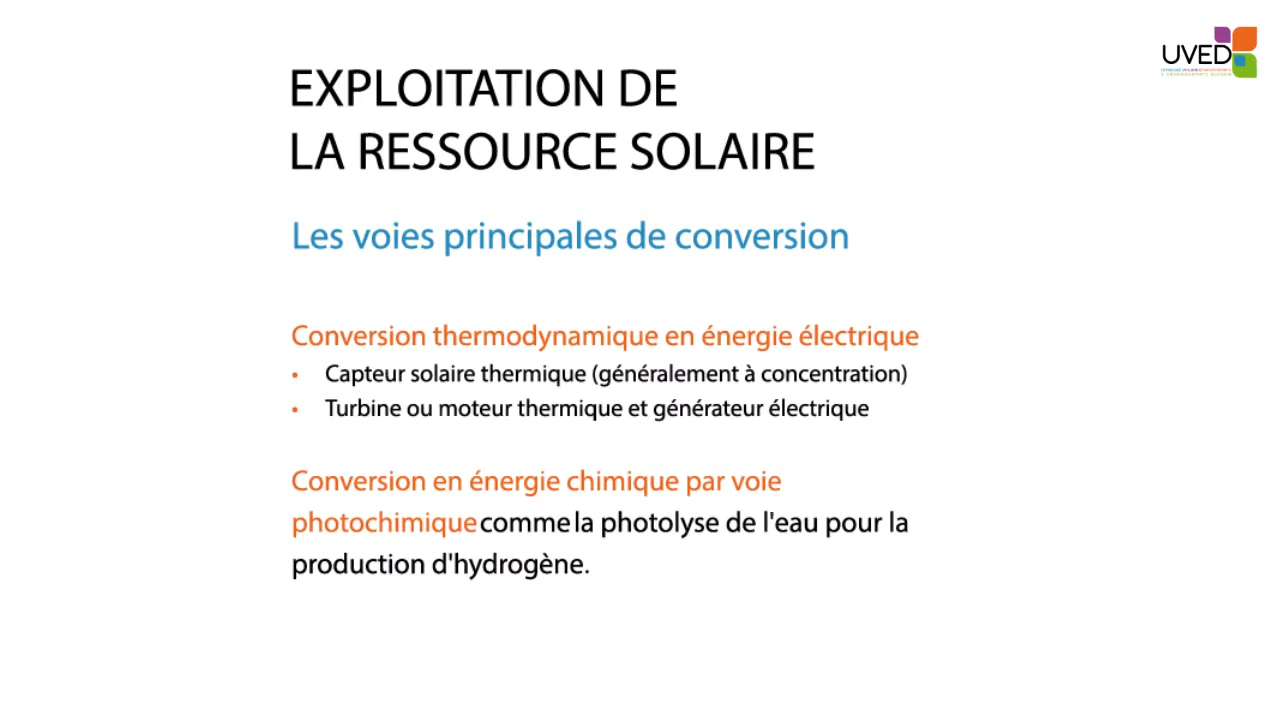 UVED
EXPLOITATION DE
LA RESSOURCE SOLAIRE
Les voies principales de conversion
Conversion thermodynamique en énergie électrique
• Capteur solaire thermique (généralement à concentration)
• Turbine ou moteur thermique et générateur électrique
Conversion en énergie chimique par voie
photochimique comme la photolyse de l'eau pour la
production d'hydrogène.